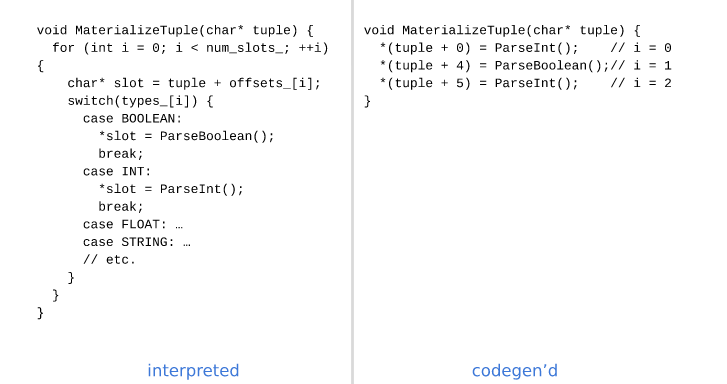 void MaterializeTuple(char* tuple) {
  for (int i = 0; i < num_slots_; ++i)
{
    char* slot = tuple + offsets_[i];
    switch(types_[i]) {
      case BOOLEAN:
        *slot = ParseBoolean();
        break;
      case INT:
        *slot = ParseInt();
        break;
      case FLOAT: …
      case STRING: …
      // etc.
    }
  }
}
interpreted
void MaterializeTuple(char* tuple) {
  *(tuple + 0) = ParseInt();    // i = 0
  *(tuple + 4) = ParseBoolean();// i = 1
  *(tuple + 5) = ParseInt();    // i = 2
}
codegen’d